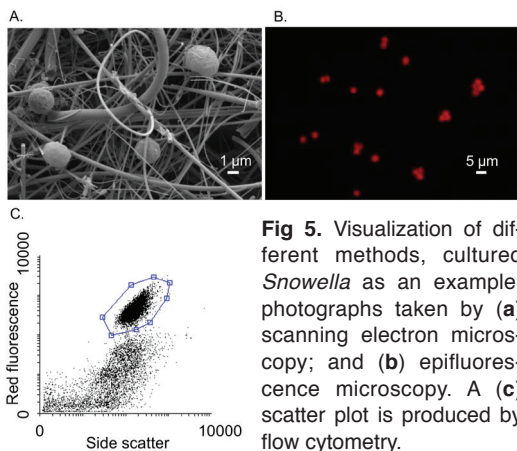 A.
B.
1 µm
5 µm
C.
10000
Red fluorescence
0
0
10000
Side scatter
Fig 5. Visualization of dif-
ferent methods, cultured
Snowella as an example
photographs taken by (a)
scanning electron micros-
copy; and (b) epifluores-
cence microscopy. A (c)
scatter plot is produced by
flow cytometry.